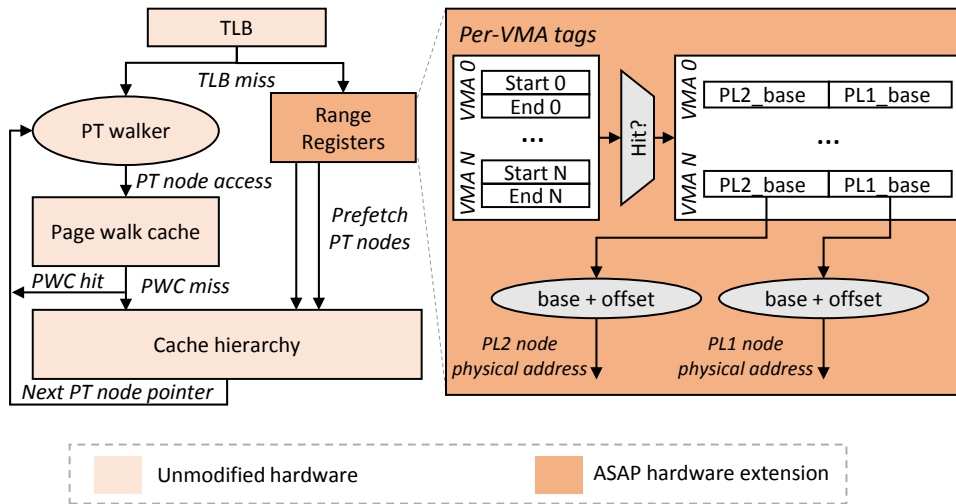 TLB
TLB miss
PT walker
Range
Registers
PT node access
Page walk cache
Prefetch
PT nodes
PWC hit
PWC miss
Cache hierarchy
Next PT node pointer
Per-VMA tags
VMA 0
Start 0
End 0
...
VMA N
Start N
End N
Hit?
VMA 0
PL2_base
PL1_base
...
VMA N
PL2_base
PL1_base
base + offset
base + offset
PL2 node
physical address
PL1 node
physical address
Unmodified hardware
ASAP hardware extension